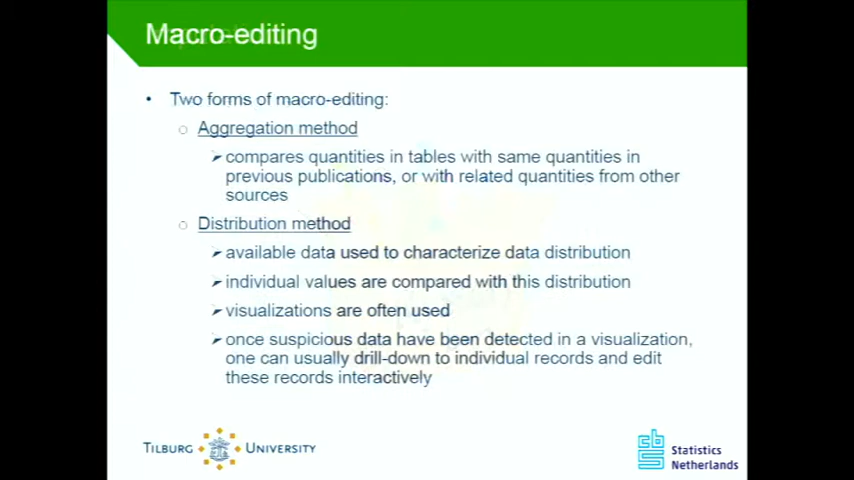 Macro-editing
• Two forms of macro-editing:
○ Aggregation method
➢ compares quantities in tables with same quantities in
previous publications, or with related quantities from other
sources
○ Distribution method
➢ available data used to characterize data distribution
➢ individual values are compared with this distribution
➢ visualizations are often used
➢ once suspicious data have been detected in a visualization,
one can usually drill-down to individual records and edit
these records interactively
TILBURG UNIVERSITY
cbs Statistics
Netherlands